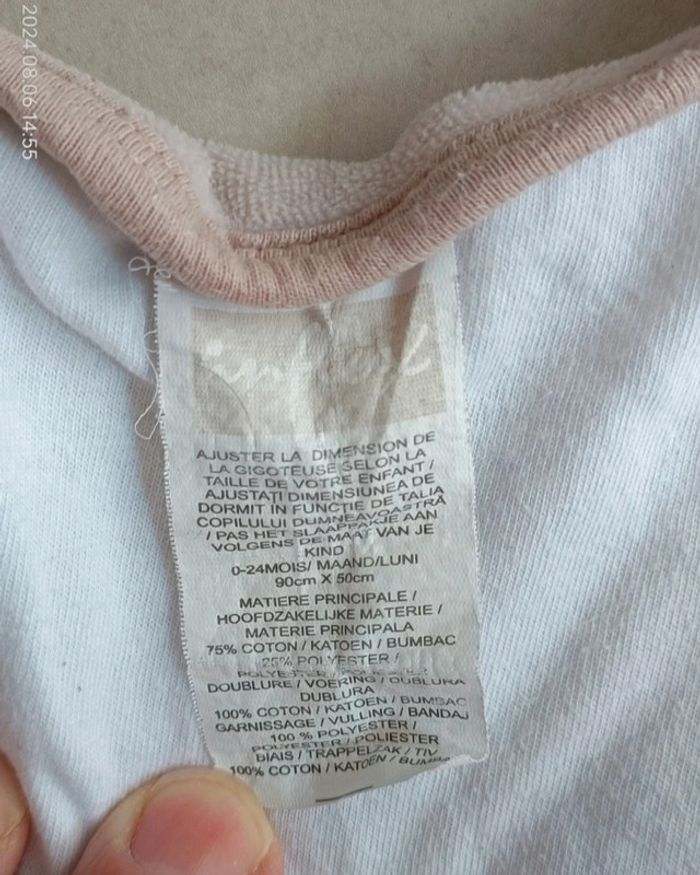 2024.08.06 14:55
AJUSTER LA DIMENSION DE
LA GIGOTEUSE SELON LA
TAILLE DE VOTRE ENFANT /
AJUSTAȚI DIMENSIUNEA DE
DORMIT ÎN FUNCȚIE DE TALIA
COPILULUI DUMNEAVOASTRĂ
/ PAS HET SLAAPPAKJE AAN
VOLGENS DE MAAT VAN JE
KIND
0-24MOIS/ MAAND/LUNI
90cm X 50cm
MATIERE PRINCIPALE /
HOOFDZAKELIJKE MATERIE /
MATERIE PRINCIPALA
75% COTON / KATOEN / BUMBAC
25% POLYESTER /
POLYESTER / POLIESTER
DOUBLURE / VOERING / DUBLURA
DUBLURA
100% COTON / KATOEN / BUMBAC
GARNISSAGE / VULLING / BANDAJ
100 % POLYESTER /
POLYESTER / POLIESTER
BIAIS / TRAPPELZAK / TIV
100% COTON / KATOEN / BUMBAC